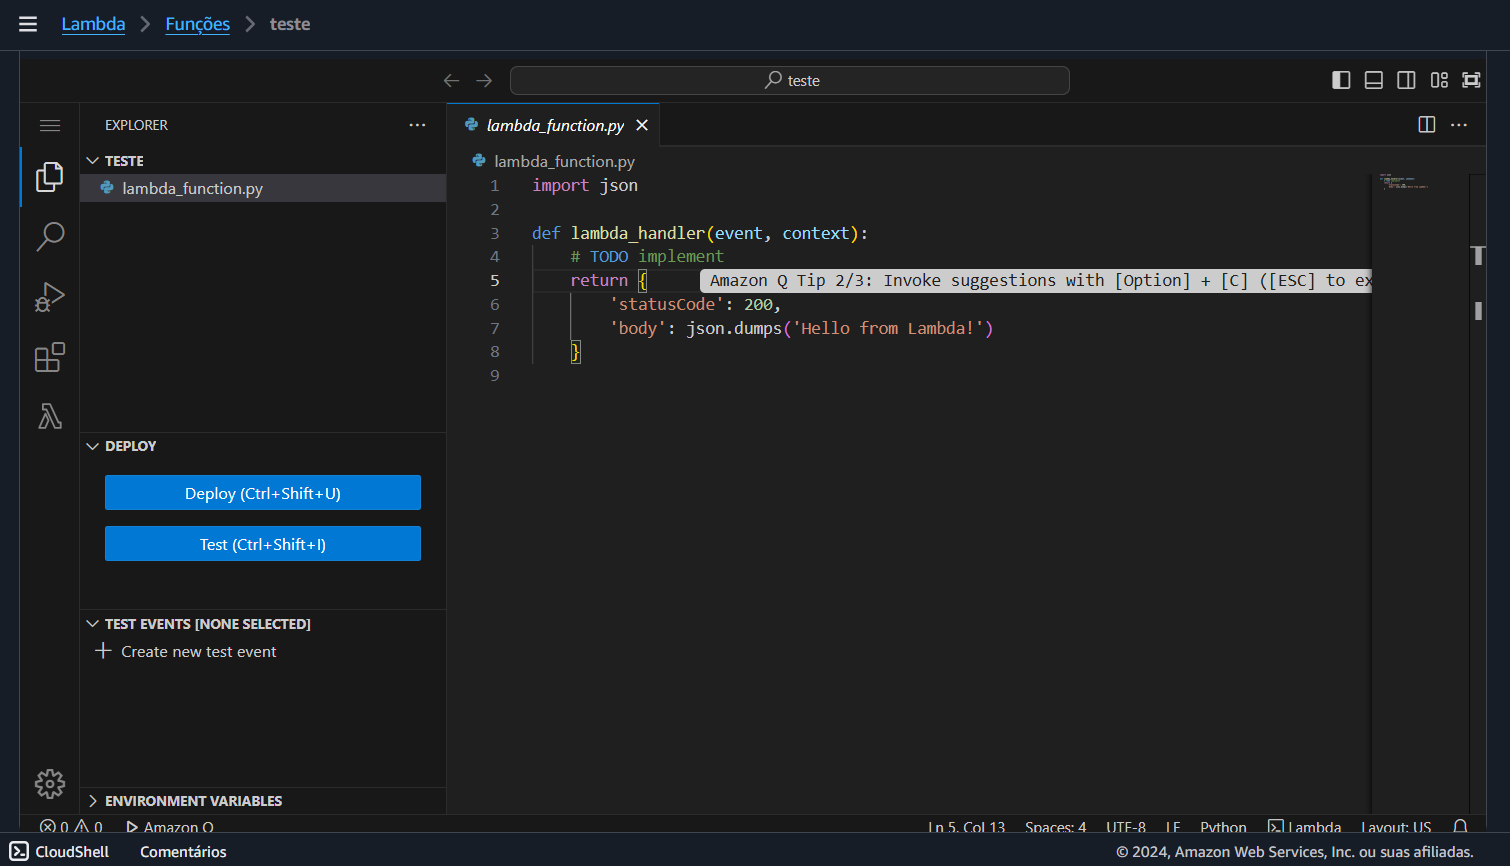 Lambda > Funções > teste
teste
EXPLORER
TESTE
lambda_function.py
DEPLOY
Deploy (Ctrl+Shift+U)
Test (Ctrl+Shift+I)
TEST EVENTS [NONE SELECTED]
Create new test event
ENVIRONMENT VARIABLES
lambda_function.py
lambda_function.py
1 import json
2
3 def lambda_handler(event, context):
4     # TODO implement
5     return { Amazon Q Tip 2/3: Invoke suggestions with [Option] + [C] ([ESC] to ex
6         'statusCode': 200,
7         'body': json.dumps('Hello from Lambda!')
8     }
9
0 0 Amazon Q
Ln 5, Col 13 Spaces: 4 UTF-8 LF Python Lambda Layout: US
CloudShell Comentários
© 2024, Amazon Web Services, Inc. ou suas afiliadas.